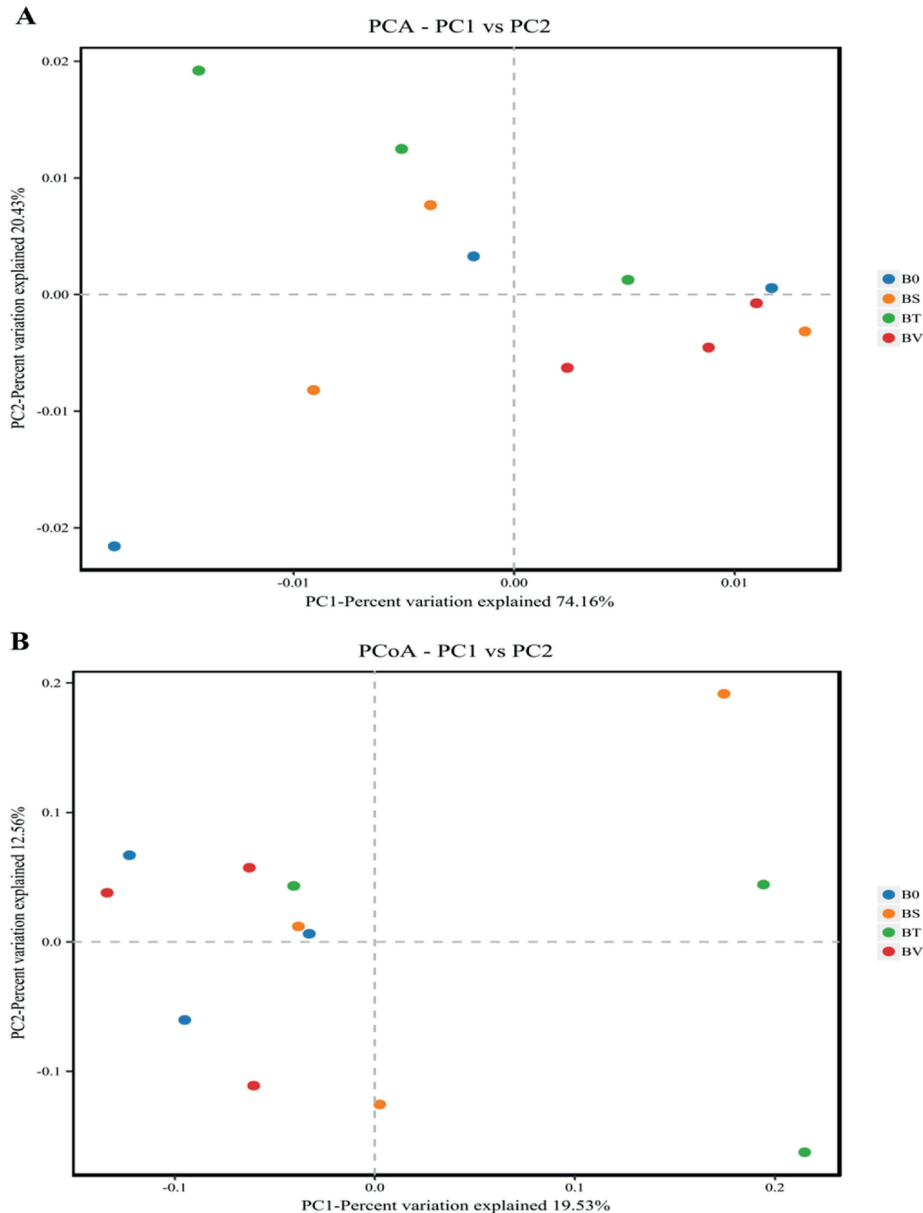 A
PCA - PC1 vs PC2
PC2-Percent variation explained 20.43%
0.02
0.01
0.00
-0.01
-0.02
-0.01
0.00
0.01
PC1-Percent variation explained 74.16%
B0
BS
BT
BV
B
PCoA - PC1 vs PC2
PC2-Percent variation explained 12.56%
0.2
0.1
0.0
-0.1
-0.1
0.0
0.1
0.2
PC1-Percent variation explained 19.53%
B0
BS
BT
BV